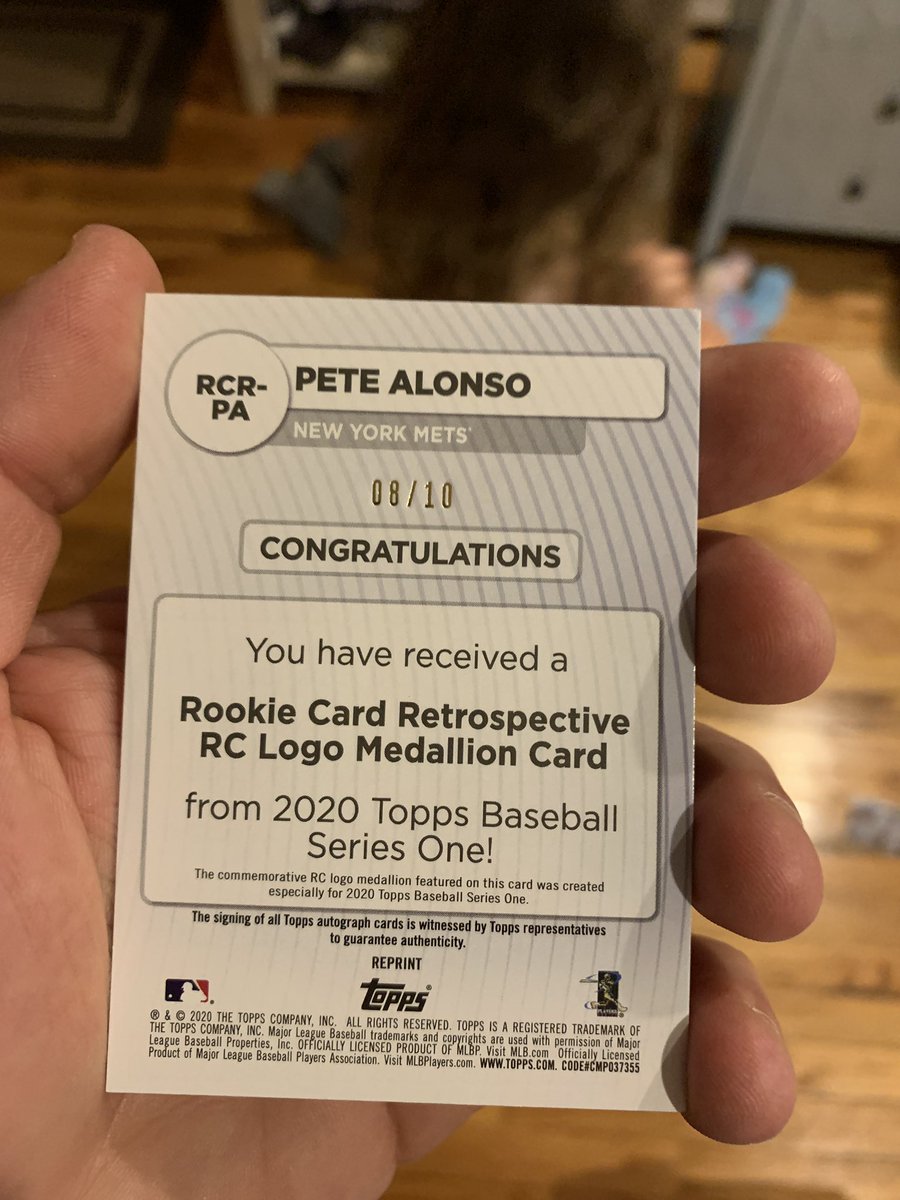 RCR-
PA
PETE ALONSO
NEW YORK METS
08/10
CONGRATULATIONS
You have received a
Rookie Card Retrospective
RC Logo Medallion Card
from 2020 Topps Baseball
Series One!
The commemorative RC logo medallion featured on this card was created
especially for 2020 Topps Baseball Series One.
The signing of all Topps autograph cards is witnessed by Topps representatives
to guarantee authenticity.
REPRINT
topps®
® & © 2020 THE TOPPS COMPANY, INC. ALL RIGHTS RESERVED. TOPPS IS A REGISTERED TRADEMARK OF
THE TOPPS COMPANY, INC. Major League Baseball trademarks and copyrights are used with permission of Major
League Baseball Properties, Inc. OFFICIALLY LICENSED PRODUCT OF MLBP. Visit MLB.com Officially Licensed
Product of Major League Baseball Players Association. Visit MLBPlayers.com. WWW.TOPPS.COM. CODE#CMP037355